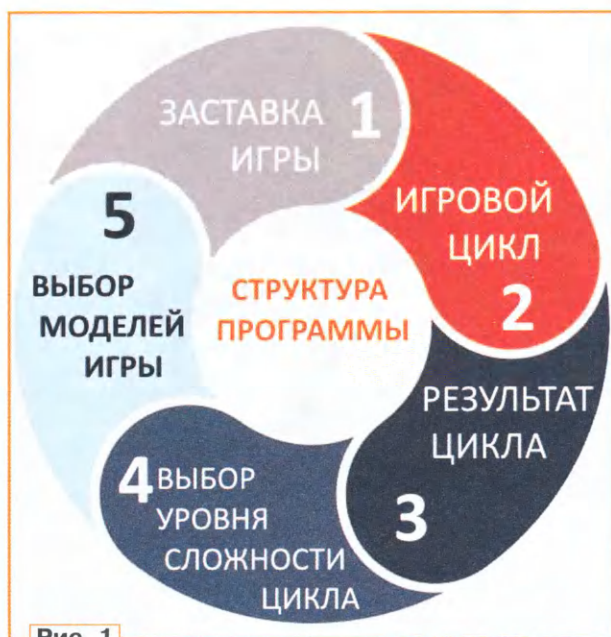 ЗАСТАВКА 1
ИГРЫ
ИГРОВОЙ
ЦИКЛ
2
РЕЗУЛЬТАТ
ЦИКЛА
3
4 ВЫБОР
УРОВНЯ
СЛОЖНОСТИ
ЦИКЛА
5
ВЫБОР
МОДЕЛЕЙ
ИГРЫ
СТРУКТУРА
ПРОГРАММЫ
Рис. 1